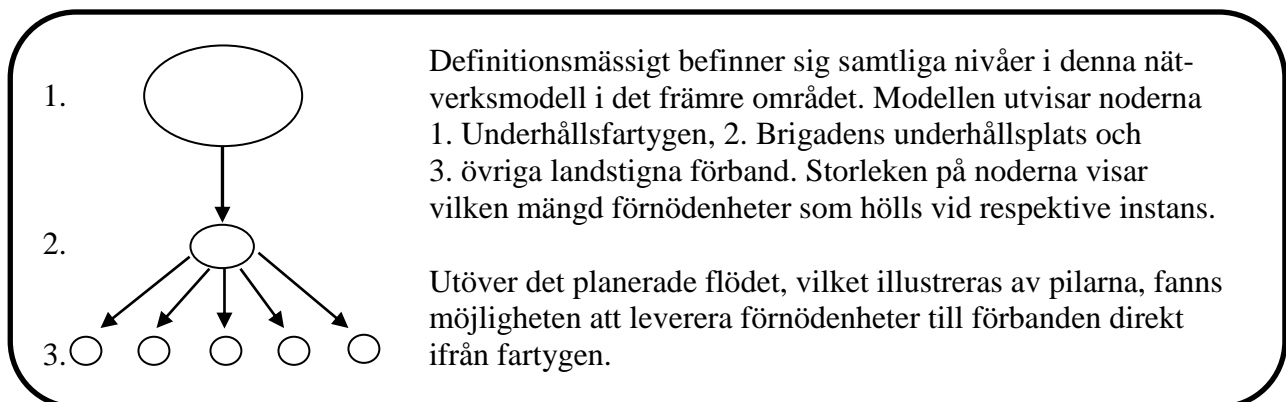 1.
2.
3.
Definitionsmässigt befinner sig samtliga nivåer i denna nät-
verksmodell i det främre området. Modellen utvisar noderna
1. Underhållsfartygen, 2. Brigadens underhållsplats och
3. övriga landstigna förband. Storleken på noderna visar
vilken mängd förnödenheter som hölls vid respektive instans.
Utöver det planerade flödet, vilket illustreras av pilarna, fanns
möjligheten att leverera förnödenheter till förbanden direkt
ifrån fartygen.